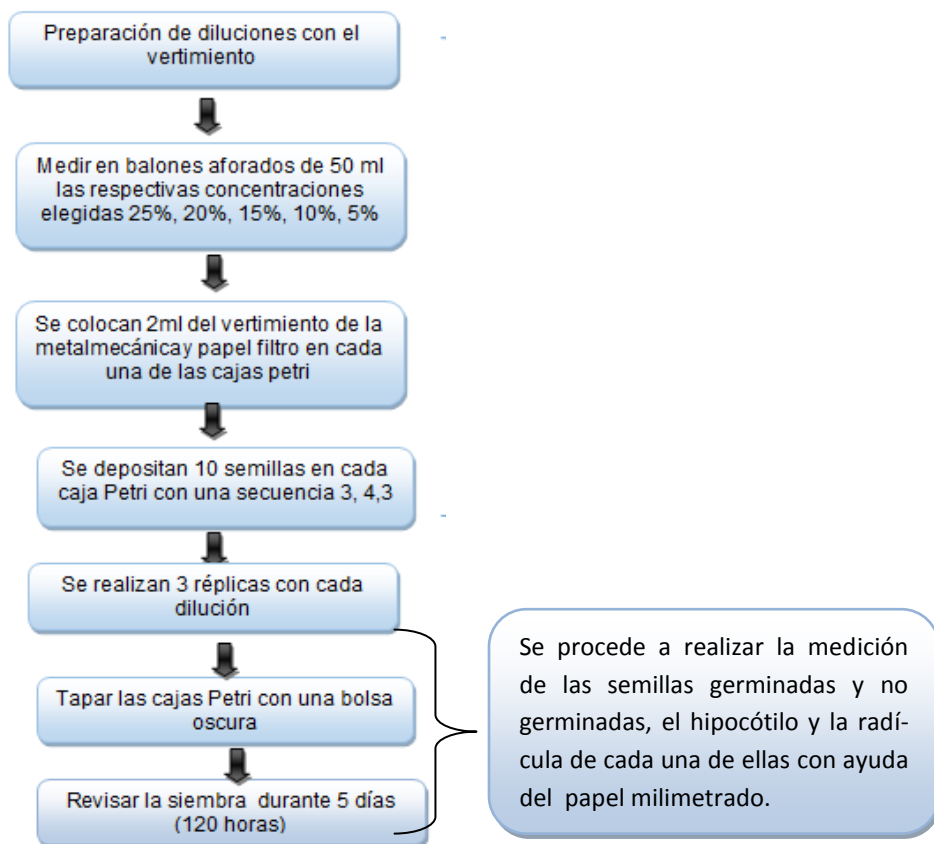 Preparación de diluciones con el
vertimiento
Medir en balones aforados de 50 ml
las respectivas concentraciones
elegidas 25%, 20%, 15%, 10%, 5%
Se colocan 2ml del vertimiento de la
metalmecánicay papel filtro en cada
una de las cajas petri
Se depositan 10 semillas en cada
caja Petri con una secuencia 3, 4,3
Se realizan 3 réplicas con cada
dilución
Tapar las cajas Petri con una bolsa
oscura
Revisar la siembra durante 5 días
(120 horas)
Se procede a realizar la medición
de las semillas germinadas y no
germinadas, el hipocótilo y la radí-
cula de cada una de ellas con ayuda
del papel milimetrado.